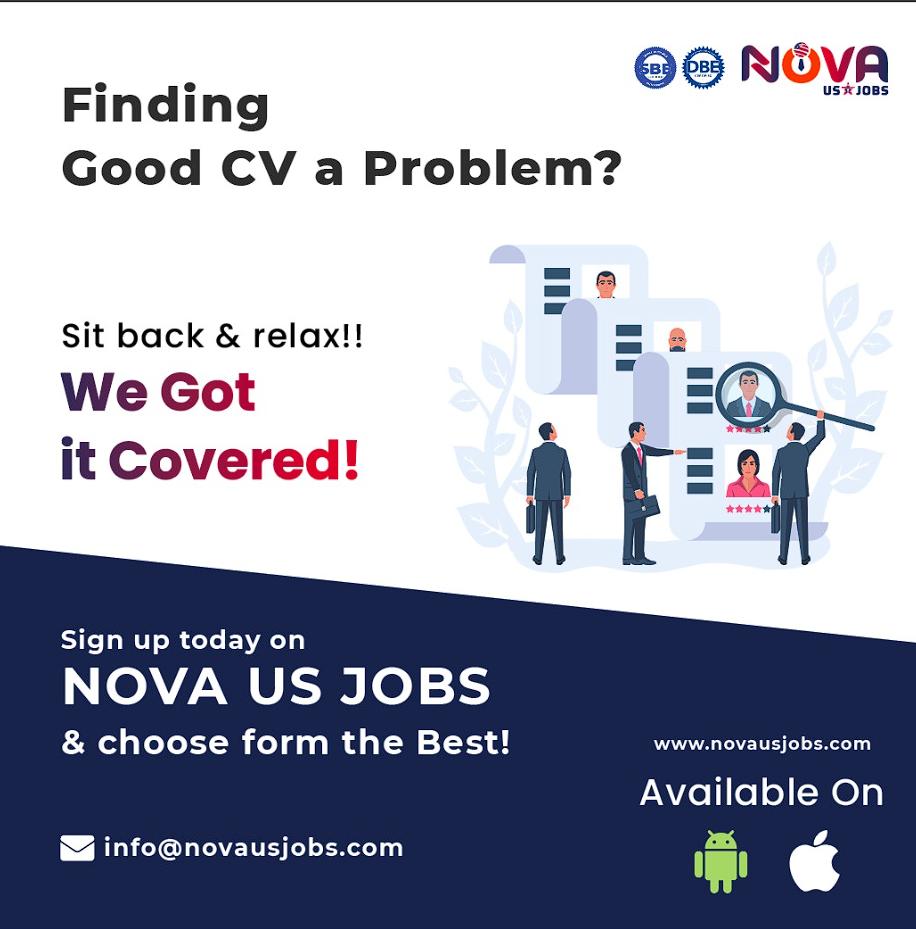 SBE
DBE
NOVA
US JOBS
Finding
Good CV a Problem?
Sit back & relax!!
We Got
it Covered!
Sign up today on
NOVA US JOBS
& choose form the Best!
www.novausjobs.com
Available On
info@novausjobs.com